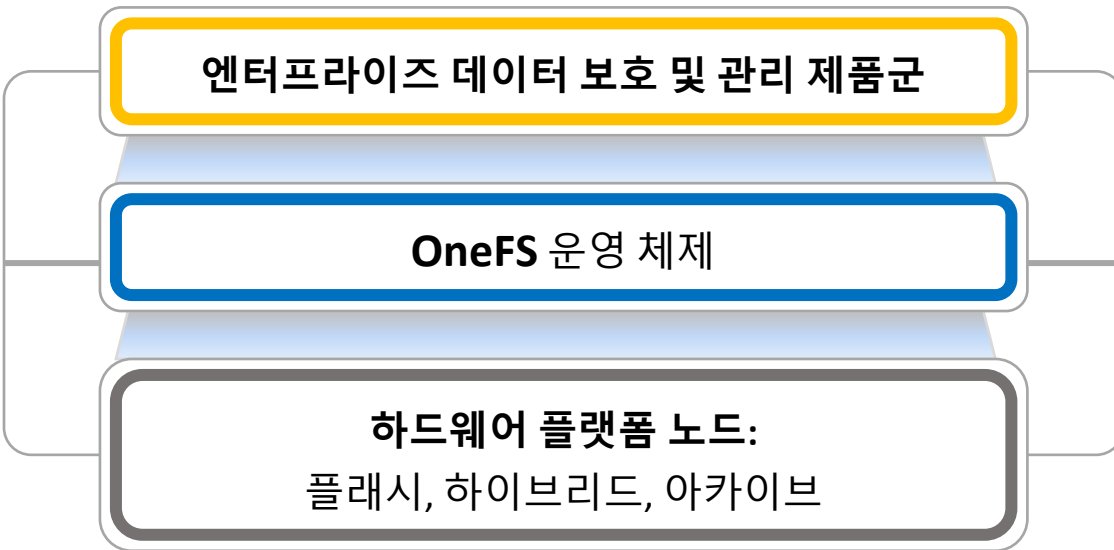 엔터프라이즈 데이터 보호 및 관리 제품군
OneFS 운영 체제
하드웨어 플랫폼 노드:
플래시, 하이브리드, 아카이브